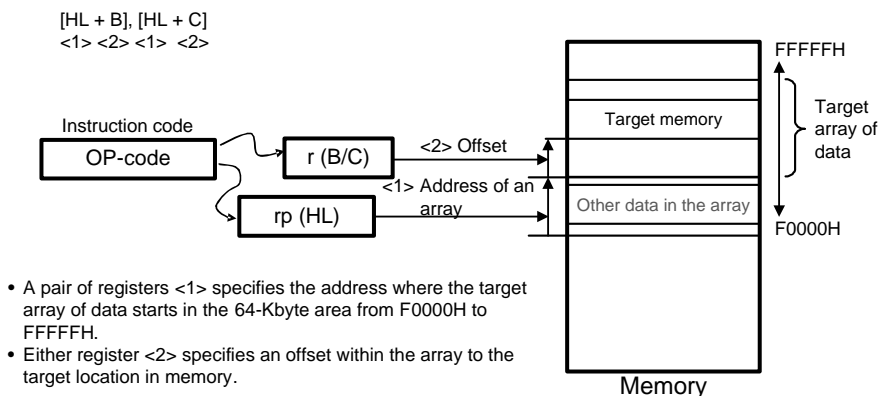 [HL + B], [HL + C]
<1> <2> <1> <2>
FFFFFH
Target memory
Target
array of
data
Instruction code
OP-code
r (B/C)
<2> Offset
<1> Address of an
array
rp (HL)
Other data in the array
F0000H
• A pair of registers <1> specifies the address where the target
array of data starts in the 64-Kbyte area from F0000H to
FFFFFH.
• Either register <2> specifies an offset within the array to the
target location in memory.
Memory